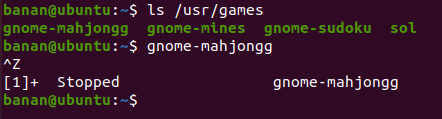 banan@ubuntu:~$ ls /usr/games
gnome-mahjongg  gnome-mines  gnome-sudoku  sol
banan@ubuntu:~$ gnome-mahjongg
^Z
[1]+  Stopped                 gnome-mahjongg
banan@ubuntu:~$